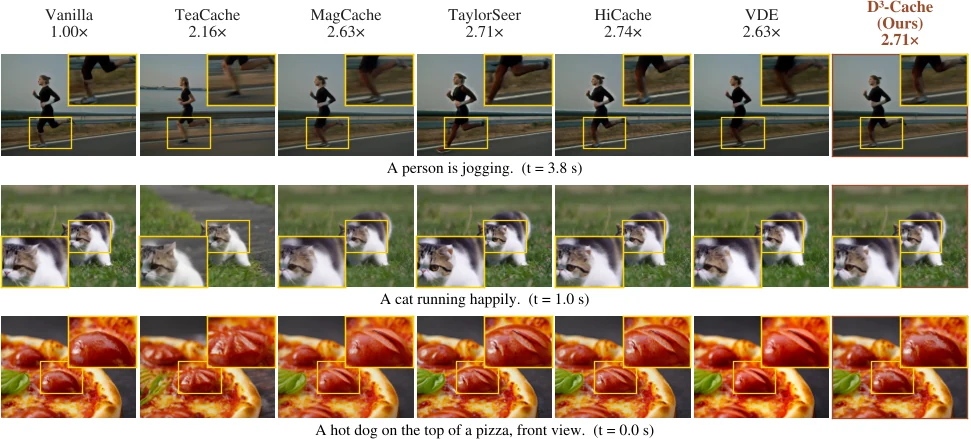 Vanilla
1.00×
TeaCache
2.16×
MagCache
2.63×
TaylorSeer
2.71×
HiCache
2.74×
VDE
2.63×
D³-Cache
(Ours)
2.71×
A person is jogging. (t = 3.8 s)
A cat running happily. (t = 1.0 s)
A hot dog on the top of a pizza, front view. (t = 0.0 s)